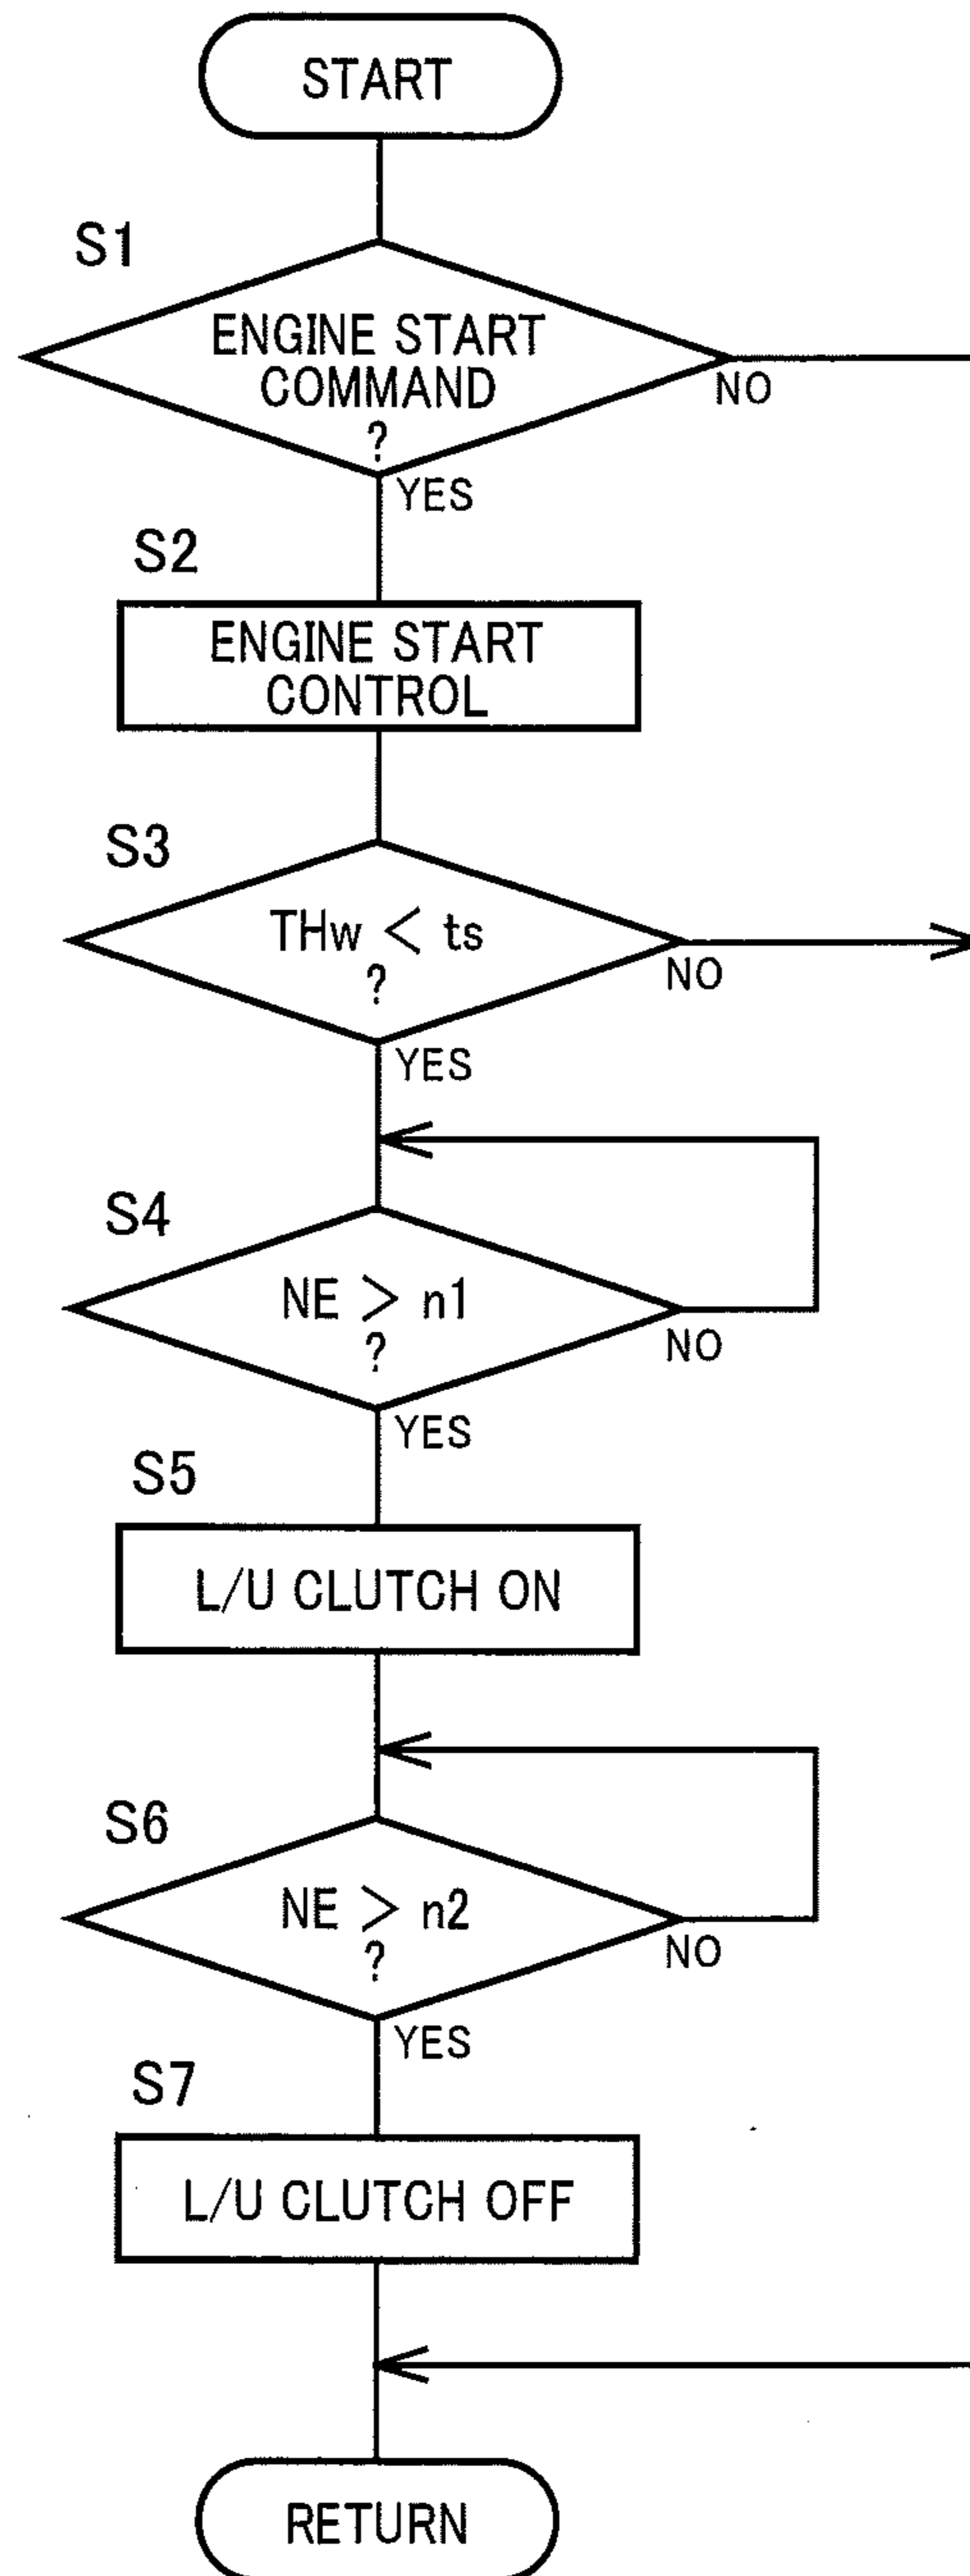 START
S1
ENGINE START
COMMAND
?
NO
YES
S2
ENGINE START
CONTROL
S3
THw < ts
?
NO
YES
S4
NE > n1
?
NO
YES
S5
L/U CLUTCH ON
S6
NE > n2
?
NO
YES
S7
L/U CLUTCH OFF
RETURN